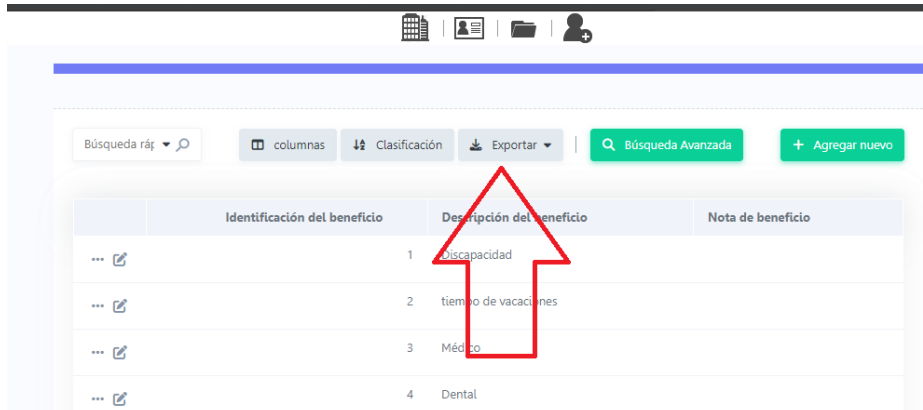 Búsqueda ráp
columnas
Clasificación
Exportar
Búsqueda Avanzada
+ Agregar nuevo
Identificación del beneficio Descripción del beneficio Nota de beneficio
1 Discapacidad
2 tiempo de vacaciones
3 Médico
4 Dental